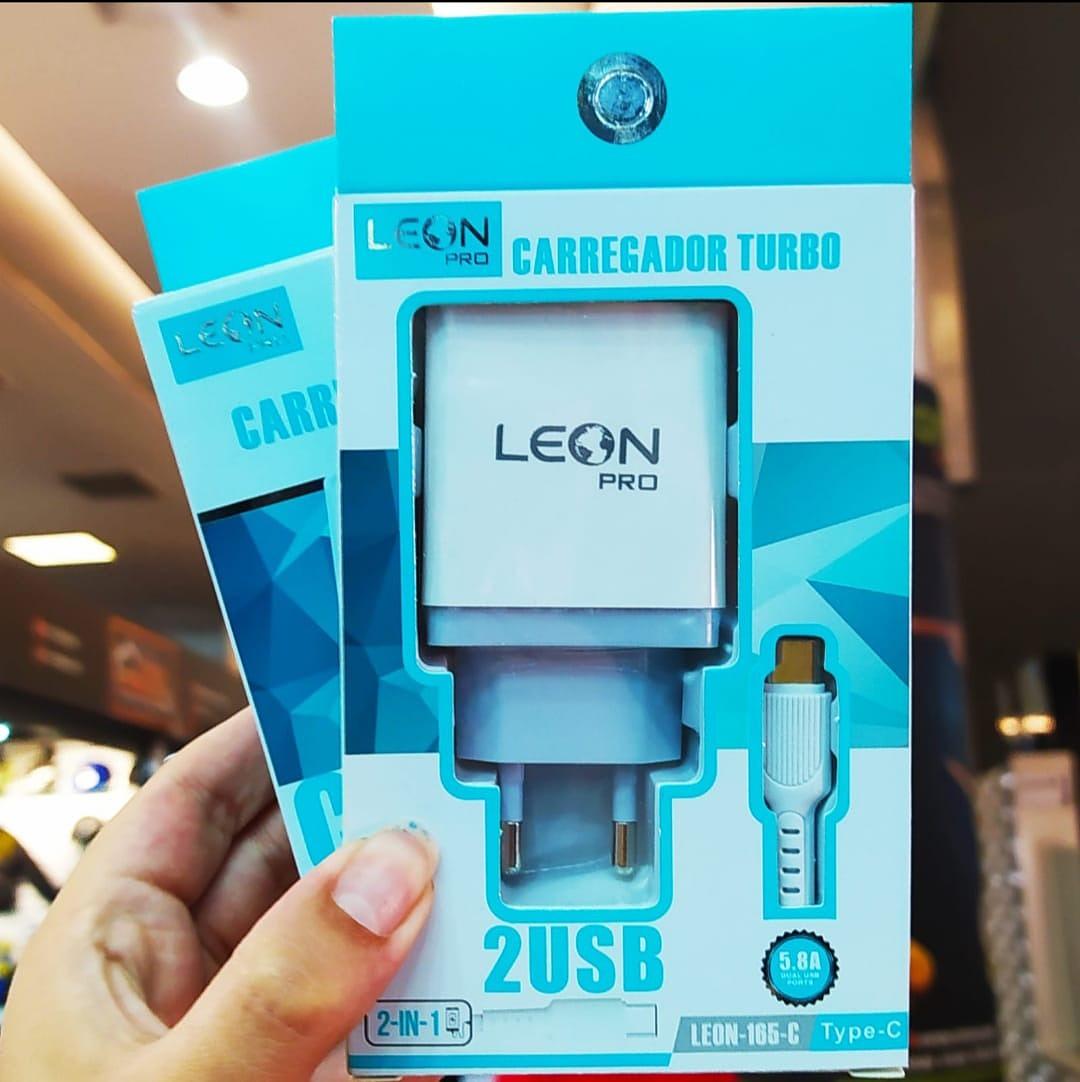 LEON
PRO
CARREGADOR TURBO
LEON
PRO
CARR
LEON
PRO
2USB
5.8A
DUAL USB
PORTS
2-IN-1
LEON-165-C
Type-C